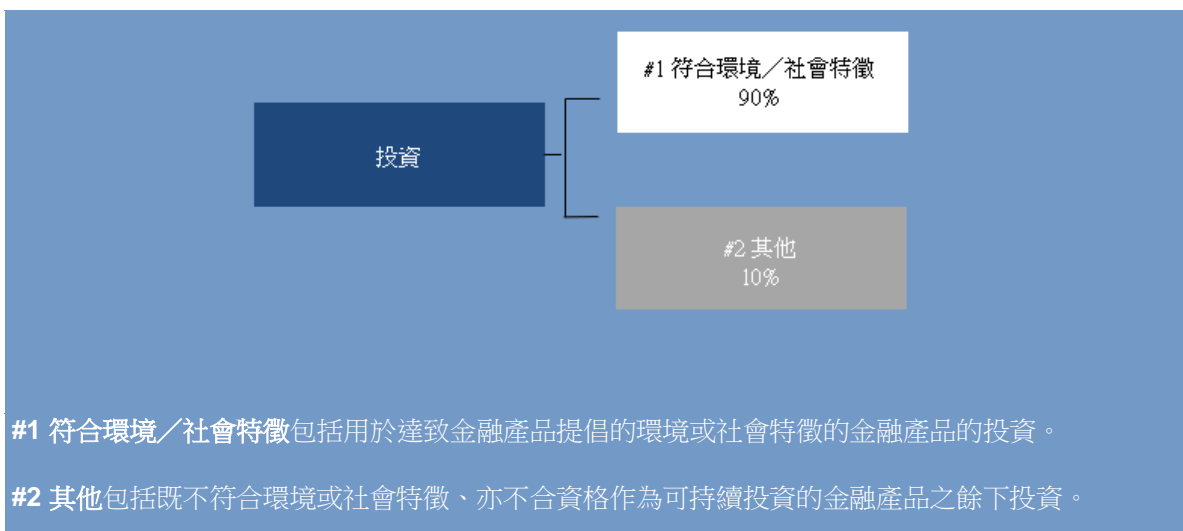 #1 符合環境／社會特徵
90%
投資
#2 其他
10%
#1 符合環境／社會特徵包括用於達致金融產品提倡的環境或社會特徵的金融產品的投資。
#2 其他包括既不符合環境或社會特徵、亦不合資格作為可持續投資的金融產品之餘下投資。